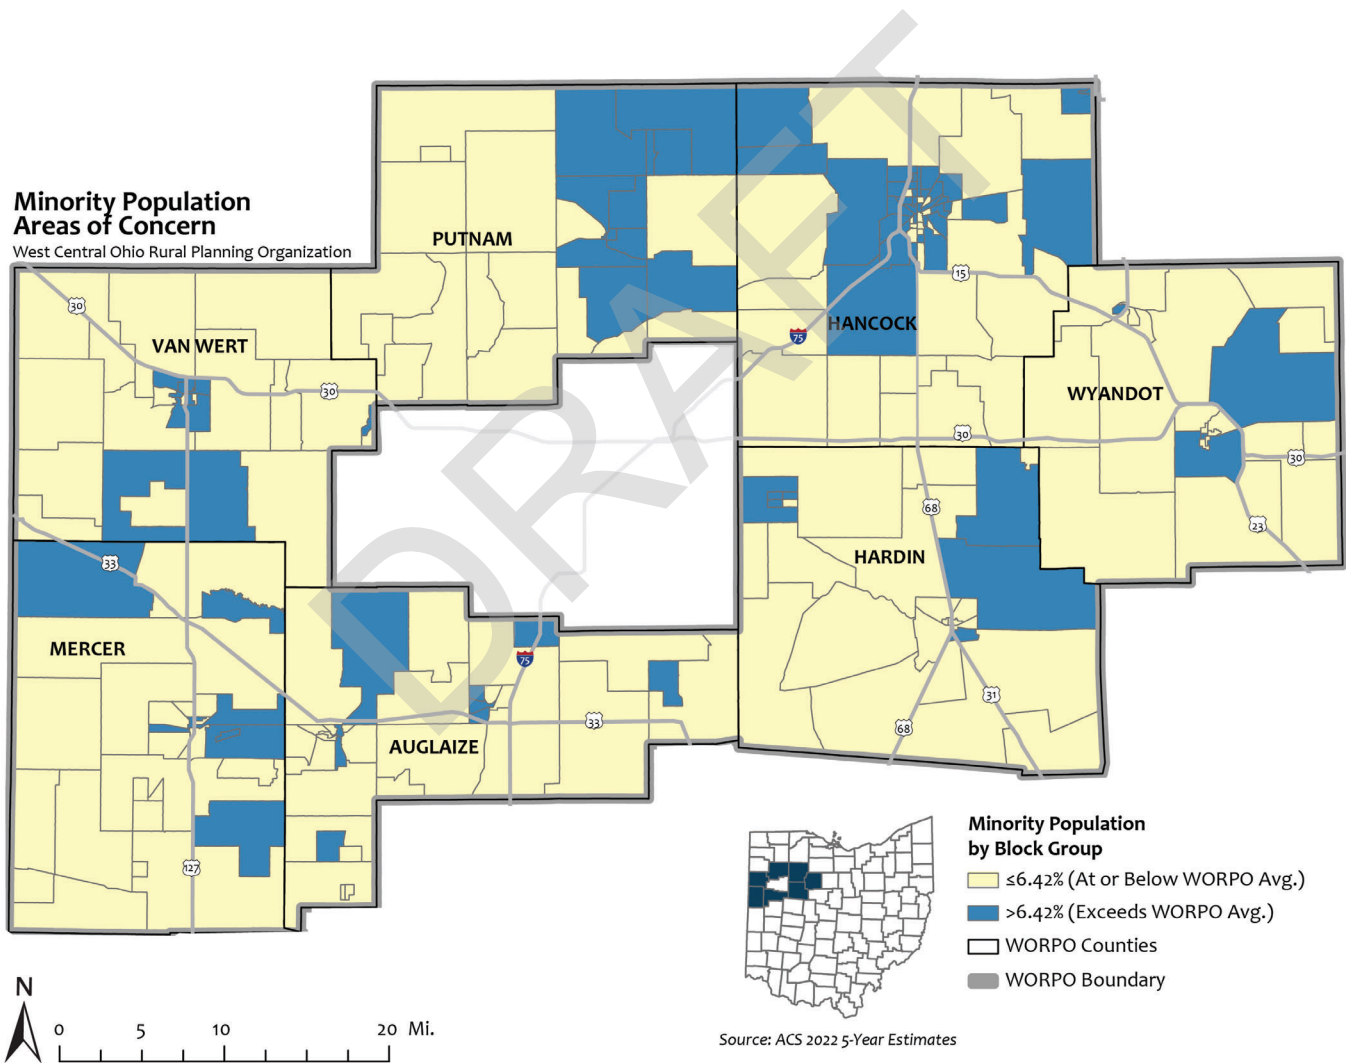 Minority Population
Areas of Concern
West Central Ohio Rural Planning Organization
DRAFT
PUTNAM
30
15
VAN WERT
75
HANCOCK
30
WYANDOT
30
30
68
23
33
HARDIN
MERCER
75
31
33
68
AUGLAIZE
127
Minority Population
by Block Group
≤6.42% (At or Below WORPO Avg.)
>6.42% (Exceeds WORPO Avg.)
WORPO Counties
WORPO Boundary
N
0 5 10 20 Mi.
Source: ACS 2022 5-Year Estimates